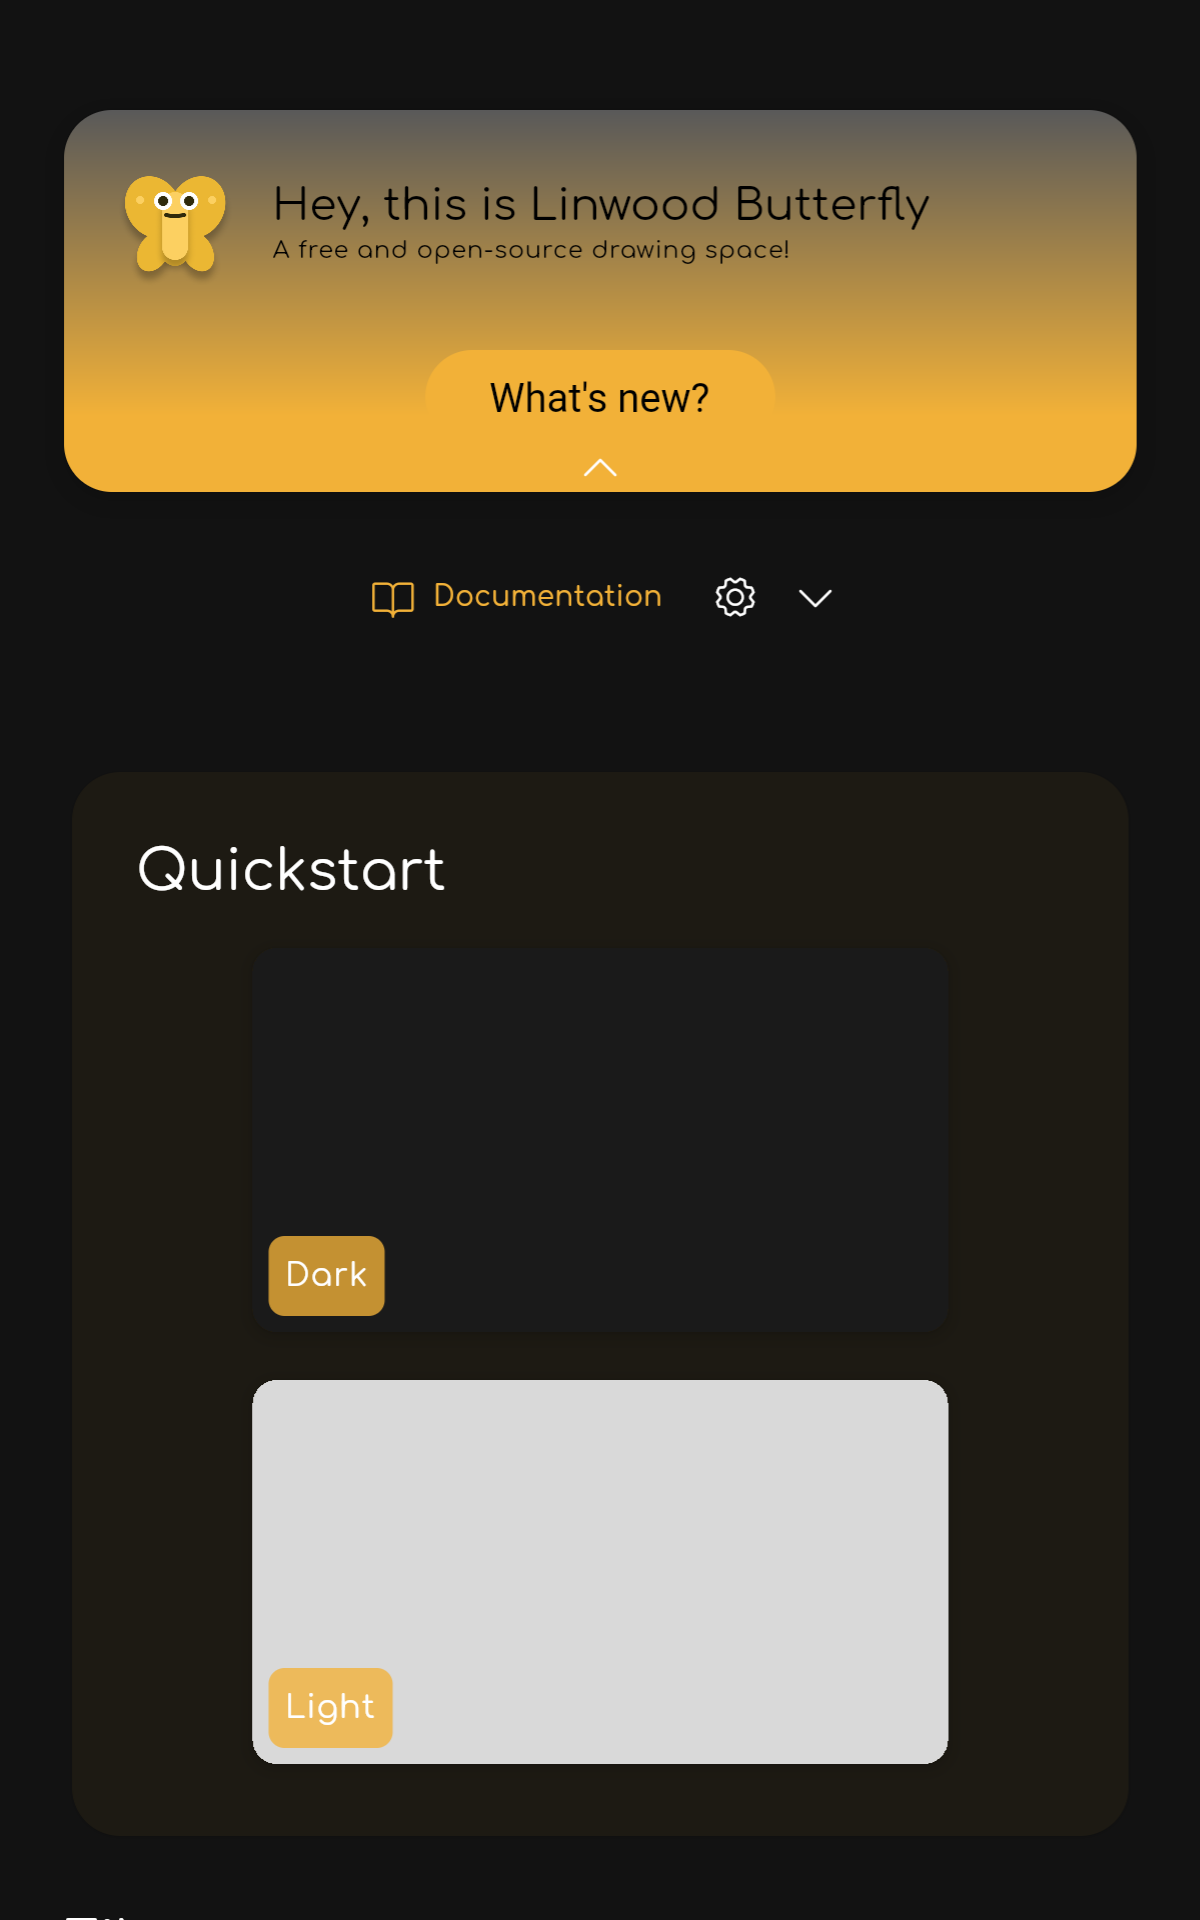 Hey, this is Linwood Butterfly
A free and open-source drawing space!
What's new?
Documentation
Quickstart
Dark
Light